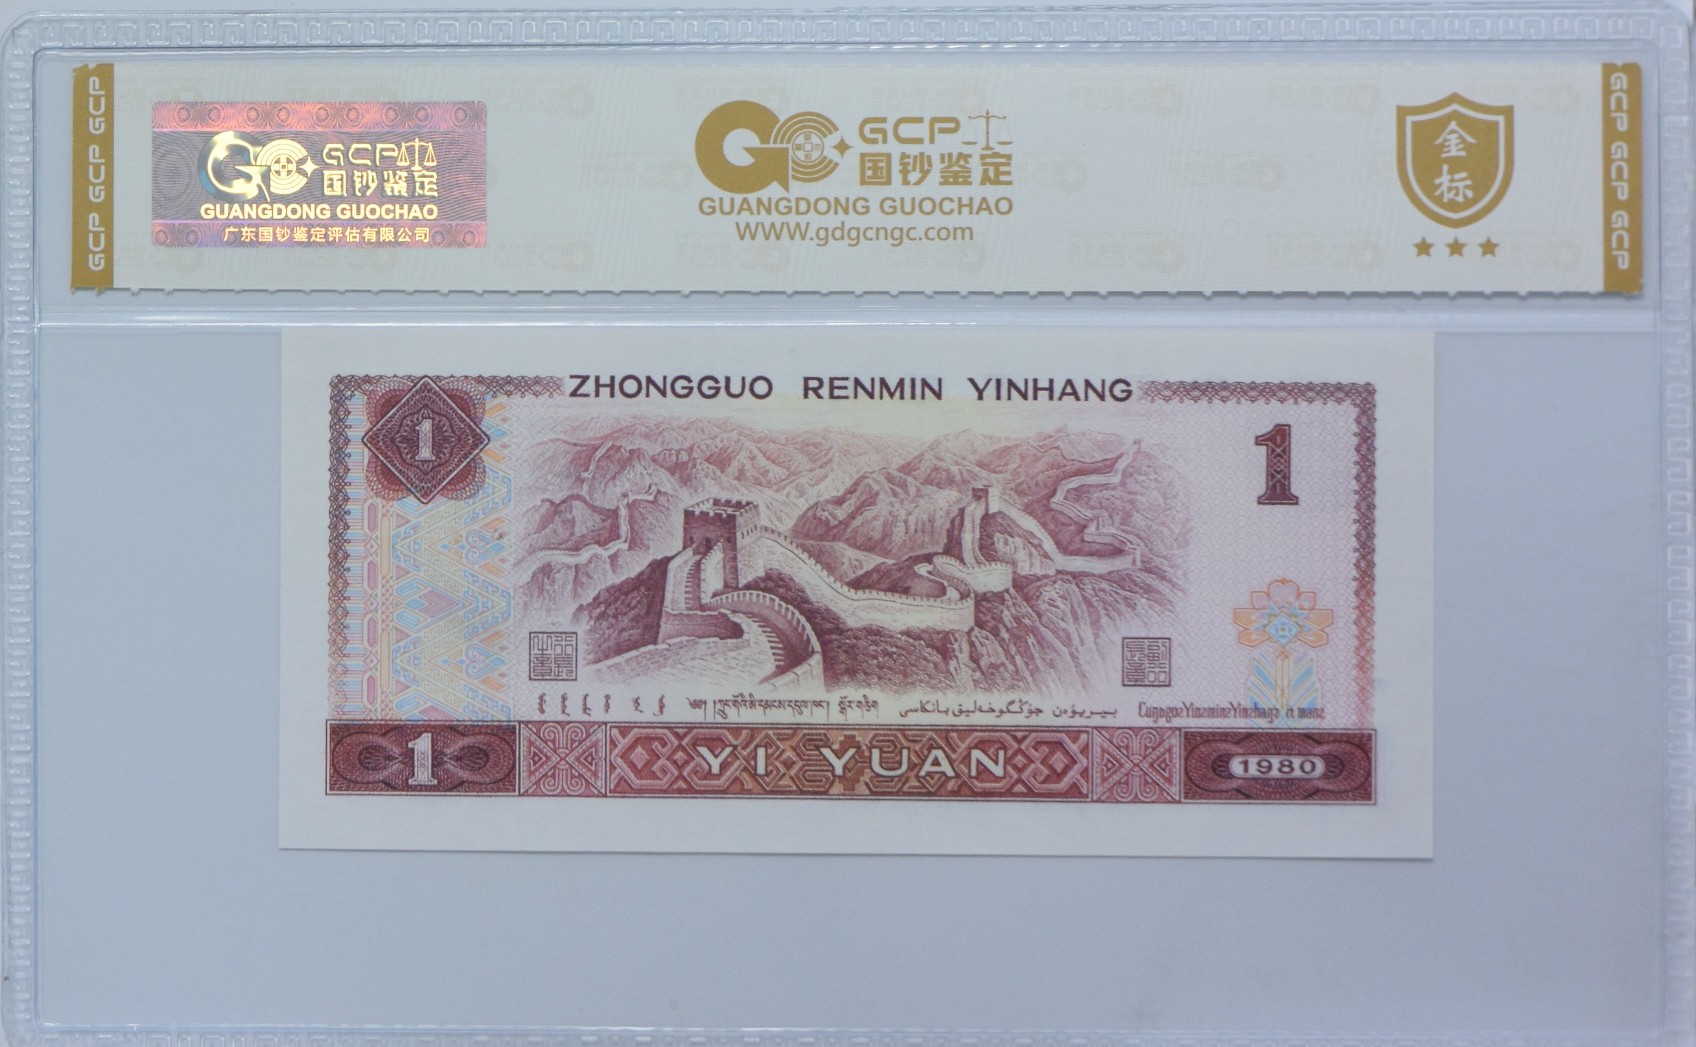 GCP GCP GCP
GCP 国钞鉴定
GUANGDONG GUOCHAO
广东国钞鉴定评估有限公司
GCP
国钞鉴定
GUANGDONG GUOCHAO
www.gdgcngc.com
金标
GCP GCP GCP
ZHONGGUO RENMIN YINHANG
1
1
1
YI YUAN
1980